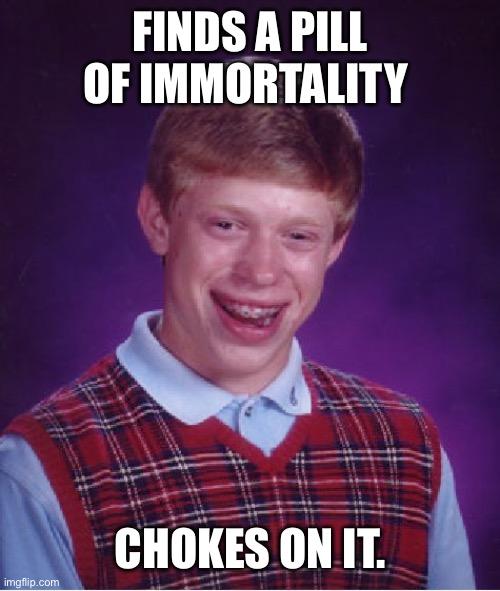 FINDS A PILL
OF IMMORTALITY
CHOKES ON IT.
imgflip.com